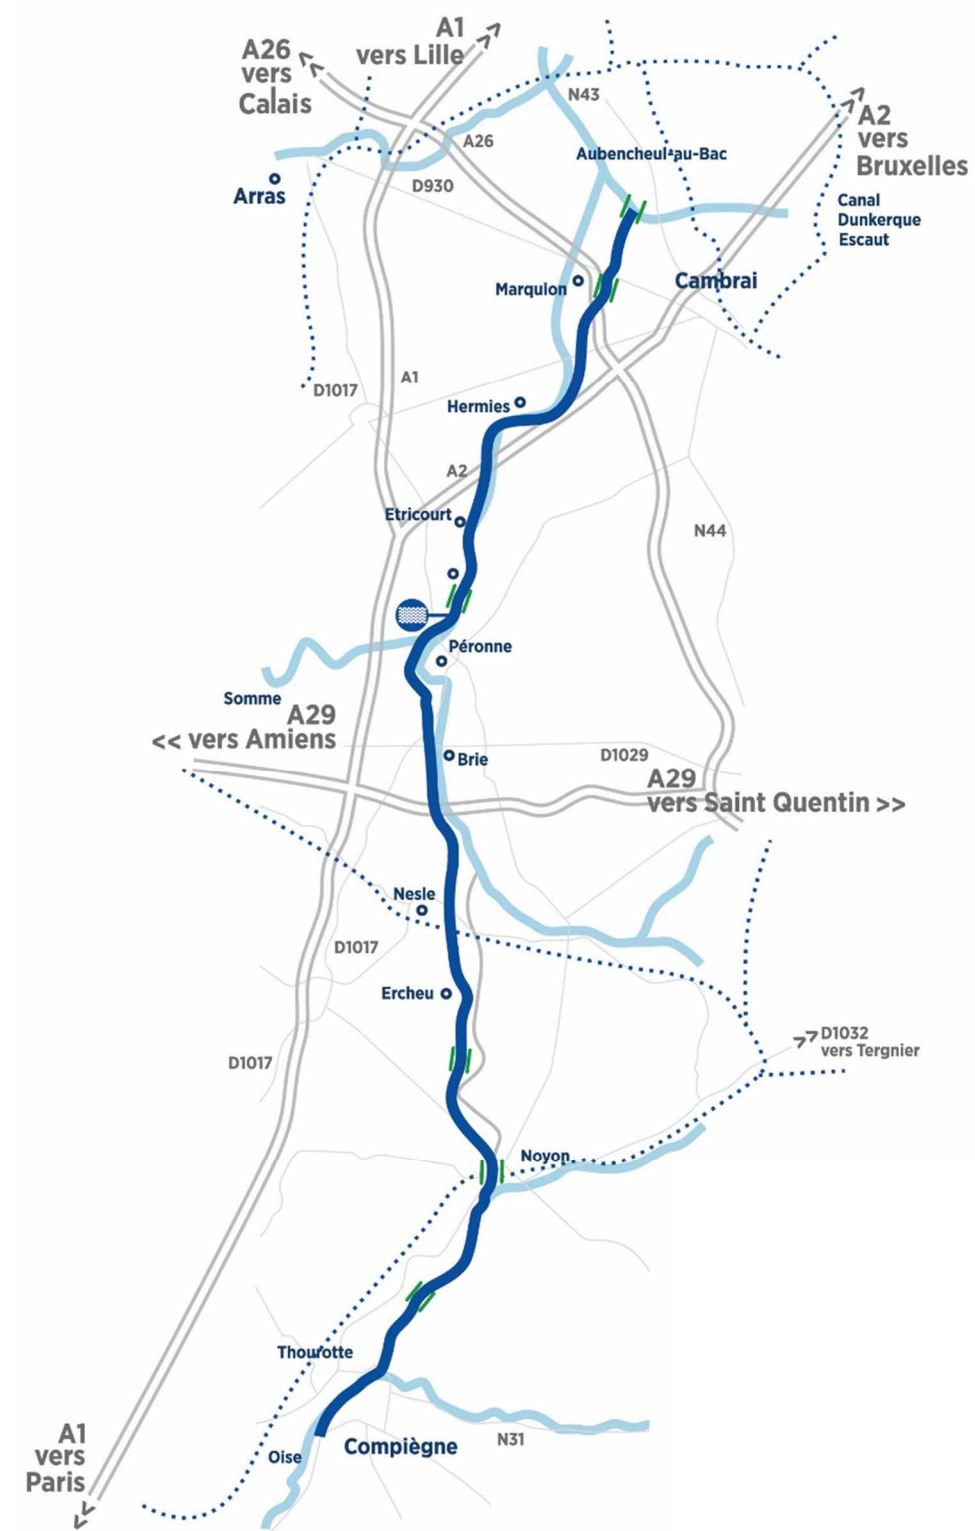 A1
vers Lille
A26
vers
Calais
N43
A2
vers
Bruxelles
A26
Aubencheul-au-Bac
D930
Arras
Canal
Dunkerque
Escaut
Marquion
Cambrai
D1017
A1
Hermies
A2
Etricourt
N44
Péronne
Somme
A29
<< vers Amiens
Brie
D1029
A29
vers Saint Quentin >>
Nesle
D1017
Ercheu
D1032
vers Tergnier
D1017
Noyon
Thourotte
A1
vers
Paris
Compiègne
N31
Oise